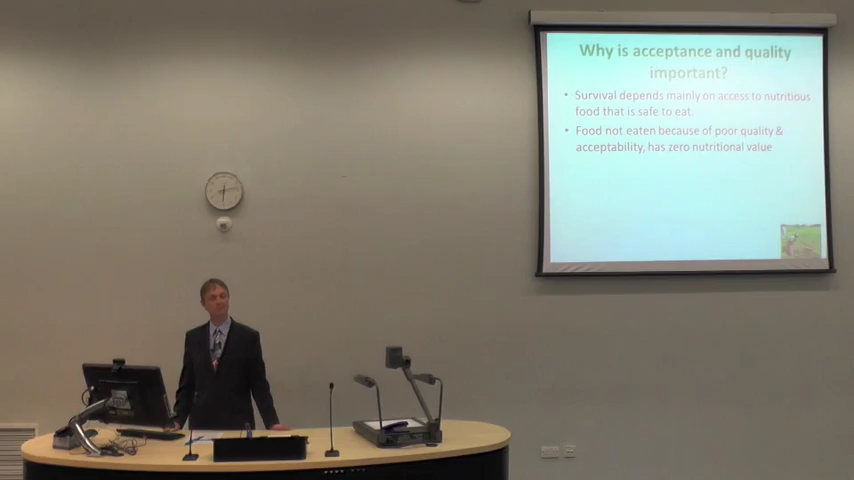 Why is acceptance and quality
important?
• Survival depends mainly on access to nutritious
food that is safe to eat.
• Food not eaten because of poor quality &
acceptability, has zero nutritional value